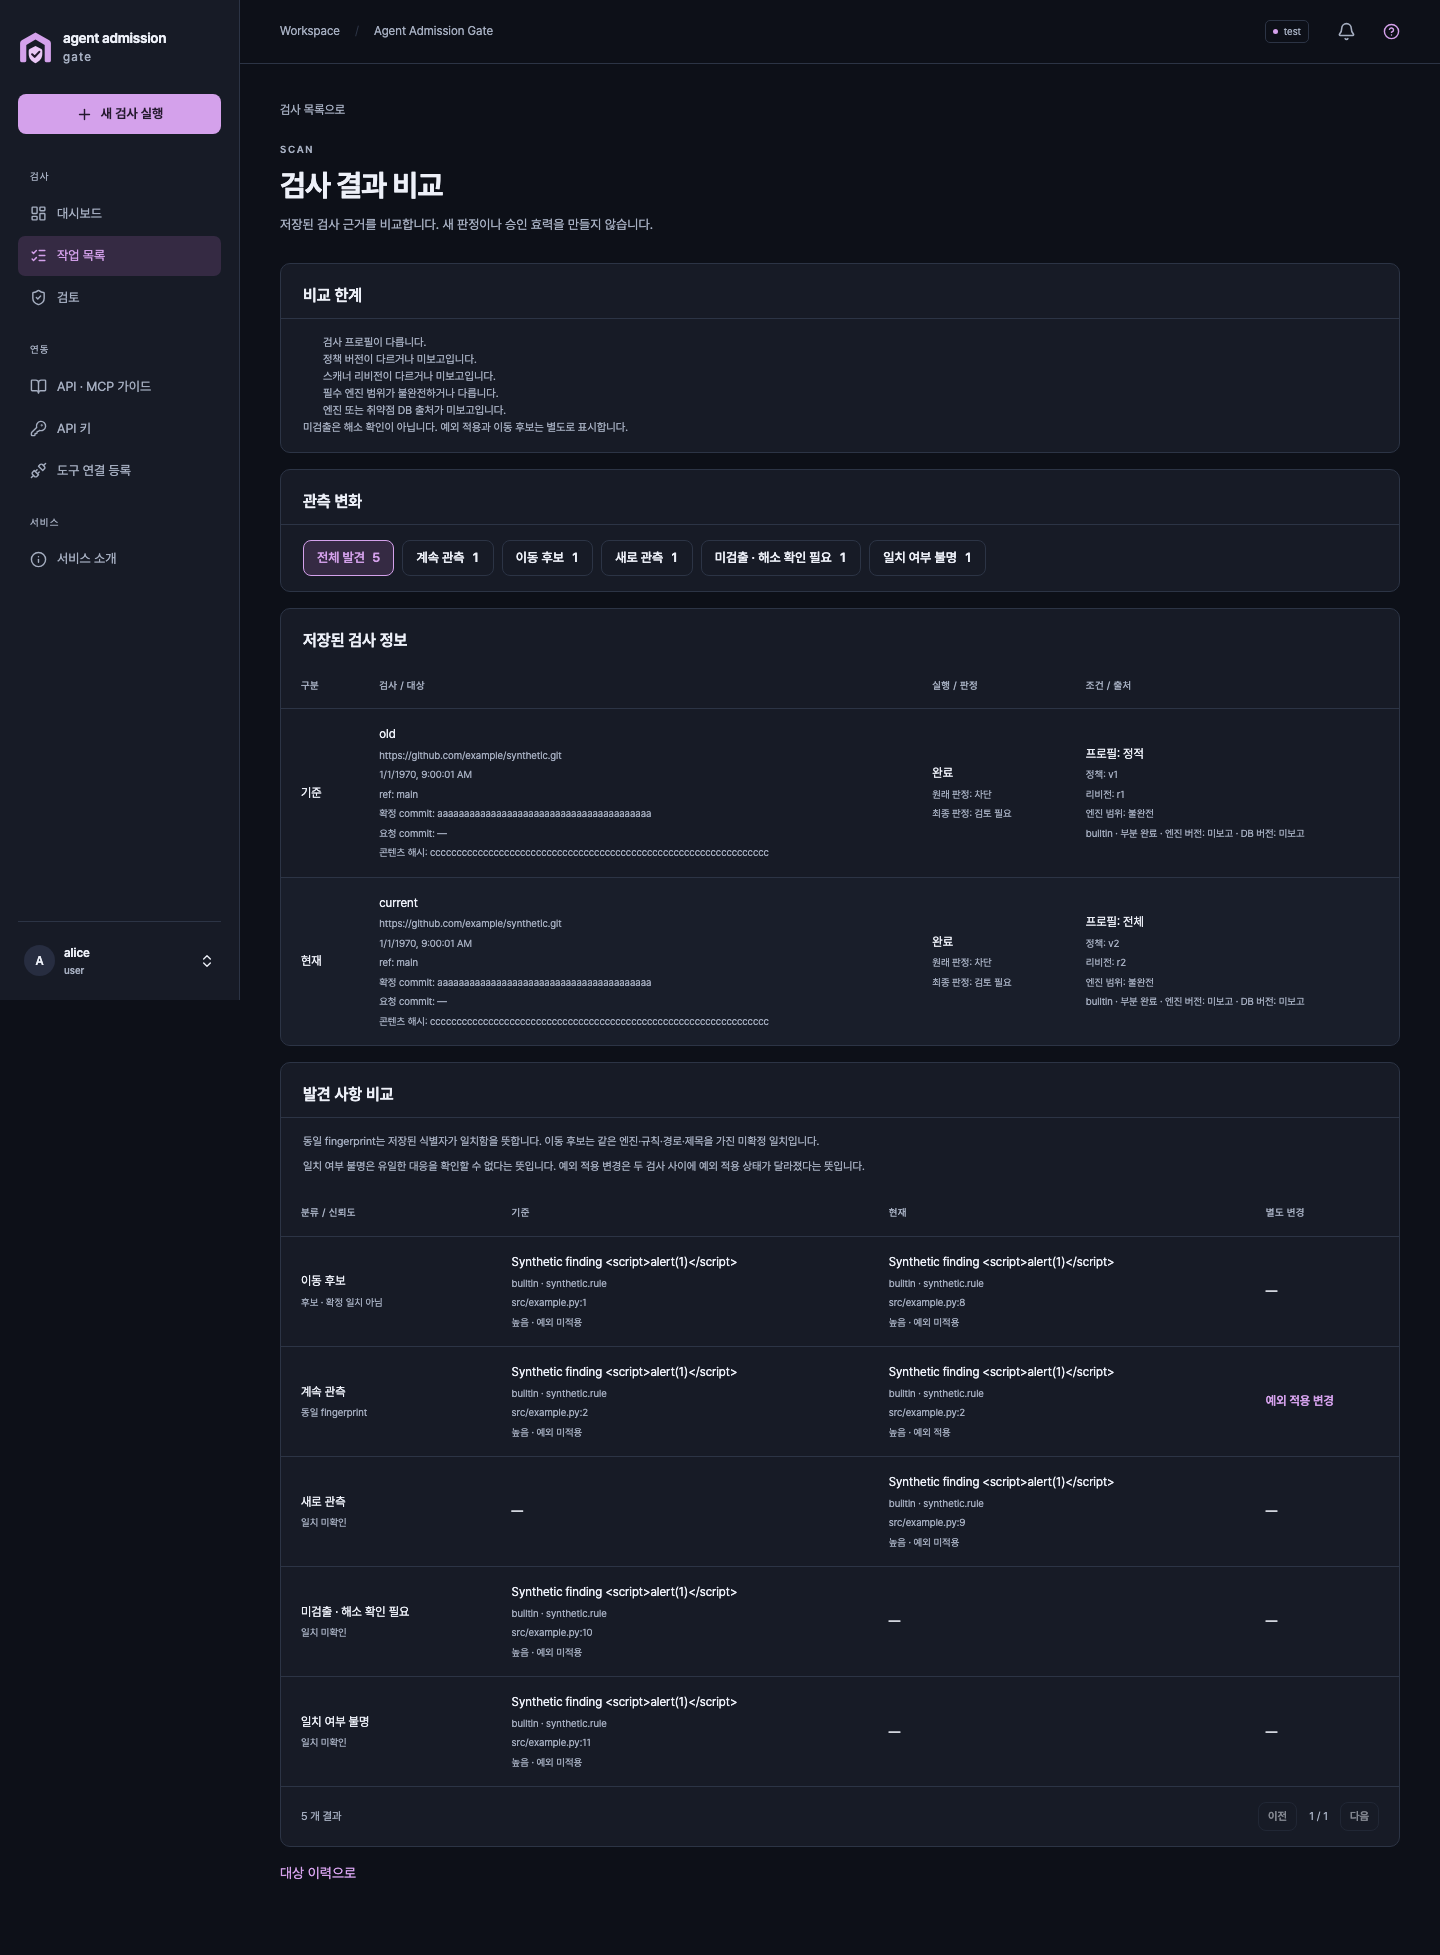 agent admission
gate
새 검사 실행
검사
대시보드
작업 목록
검토
연동
API · MCP 가이드
API 키
도구 연결 등록
서비스
서비스 소개
A
alice
user
Workspace / Agent Admission Gate
test
검사 목록으로
SCAN
검사 결과 비교
저장된 검사 근거를 비교합니다. 새 판정이나 승인 효력을 만들지 않습니다.
비교 한계
검사 프로필이 다릅니다.
정책 버전이 다르거나 미보고입니다.
스캐너 리비전이 다르거나 미보고입니다.
필수 엔진 범위가 불완전하거나 다릅니다.
엔진 또는 취약점 DB 출처가 미보고입니다.
미검출은 해소 확인이 아닙니다. 예외 적용과 이동 후보는 별도로 표시합니다.
관측 변화
전체 발견 5
계속 관측 1
이동 후보 1
새로 관측 1
미검출 · 해소 확인 필요 1
일치 여부 불명 1
저장된 검사 정보
구분
검사 / 대상
실행 / 판정
조건 / 출처
기준
old
https://github.com/example/synthetic.git
1/1/1970, 9:00:01 AM
ref: main
확정 commit: aaaaaaaaaaaaaaaaaaaaaaaaaaaaaaaaaaaaaaaa
요청 commit: —
콘텐츠 해시: cccccccccccccccccccccccccccccccccccccccccccccccccccccccccccccccc
완료
원래 판정: 차단
최종 판정: 검토 필요
프로필: 정적
정책: v1
리비전: r1
엔진 범위: 불완전
builtin · 부분 완료 · 엔진 버전: 미보고 · DB 버전: 미보고
현재
current
https://github.com/example/synthetic.git
1/1/1970, 9:00:01 AM
ref: main
확정 commit: aaaaaaaaaaaaaaaaaaaaaaaaaaaaaaaaaaaaaaaa
요청 commit: —
콘텐츠 해시: cccccccccccccccccccccccccccccccccccccccccccccccccccccccccccccccc
완료
원래 판정: 차단
최종 판정: 검토 필요
프로필: 전체
정책: v2
리비전: r2
엔진 범위: 불완전
builtin · 부분 완료 · 엔진 버전: 미보고 · DB 버전: 미보고
발견 사항 비교
동일 fingerprint는 저장된 식별자가 일치함을 뜻합니다. 이동 후보는 같은 엔진·규칙·경로·제목을 가진 미확정 일치입니다.
일치 여부 불명은 유일한 대응을 확인할 수 없다는 뜻입니다. 예외 적용 변경은 두 검사 사이에 예외 적용 상태가 달라졌다는 뜻입니다.
분류 / 신뢰도
기준
현재
별도 변경
이동 후보
후보 · 확정 일치 아님
Synthetic finding <script>alert(1)</script>
builtin · synthetic.rule
src/example.py:1
높음 · 예외 미적용
Synthetic finding <script>alert(1)</script>
builtin · synthetic.rule
src/example.py:8
높음 · 예외 미적용
—
계속 관측
동일 fingerprint
Synthetic finding <script>alert(1)</script>
builtin · synthetic.rule
src/example.py:2
높음 · 예외 미적용
Synthetic finding <script>alert(1)</script>
builtin · synthetic.rule
src/example.py:2
높음 · 예외 적용
예외 적용 변경
새로 관측
일치 미확인
—
Synthetic finding <script>alert(1)</script>
builtin · synthetic.rule
src/example.py:9
높음 · 예외 미적용
—
미검출 · 해소 확인 필요
일치 미확인
Synthetic finding <script>alert(1)</script>
builtin · synthetic.rule
src/example.py:10
높음 · 예외 미적용
—
—
일치 여부 불명
일치 미확인
Synthetic finding <script>alert(1)</script>
builtin · synthetic.rule
src/example.py:11
높음 · 예외 미적용
—
—
5 개 결과
이전
1 / 1
다음
대상 이력으로